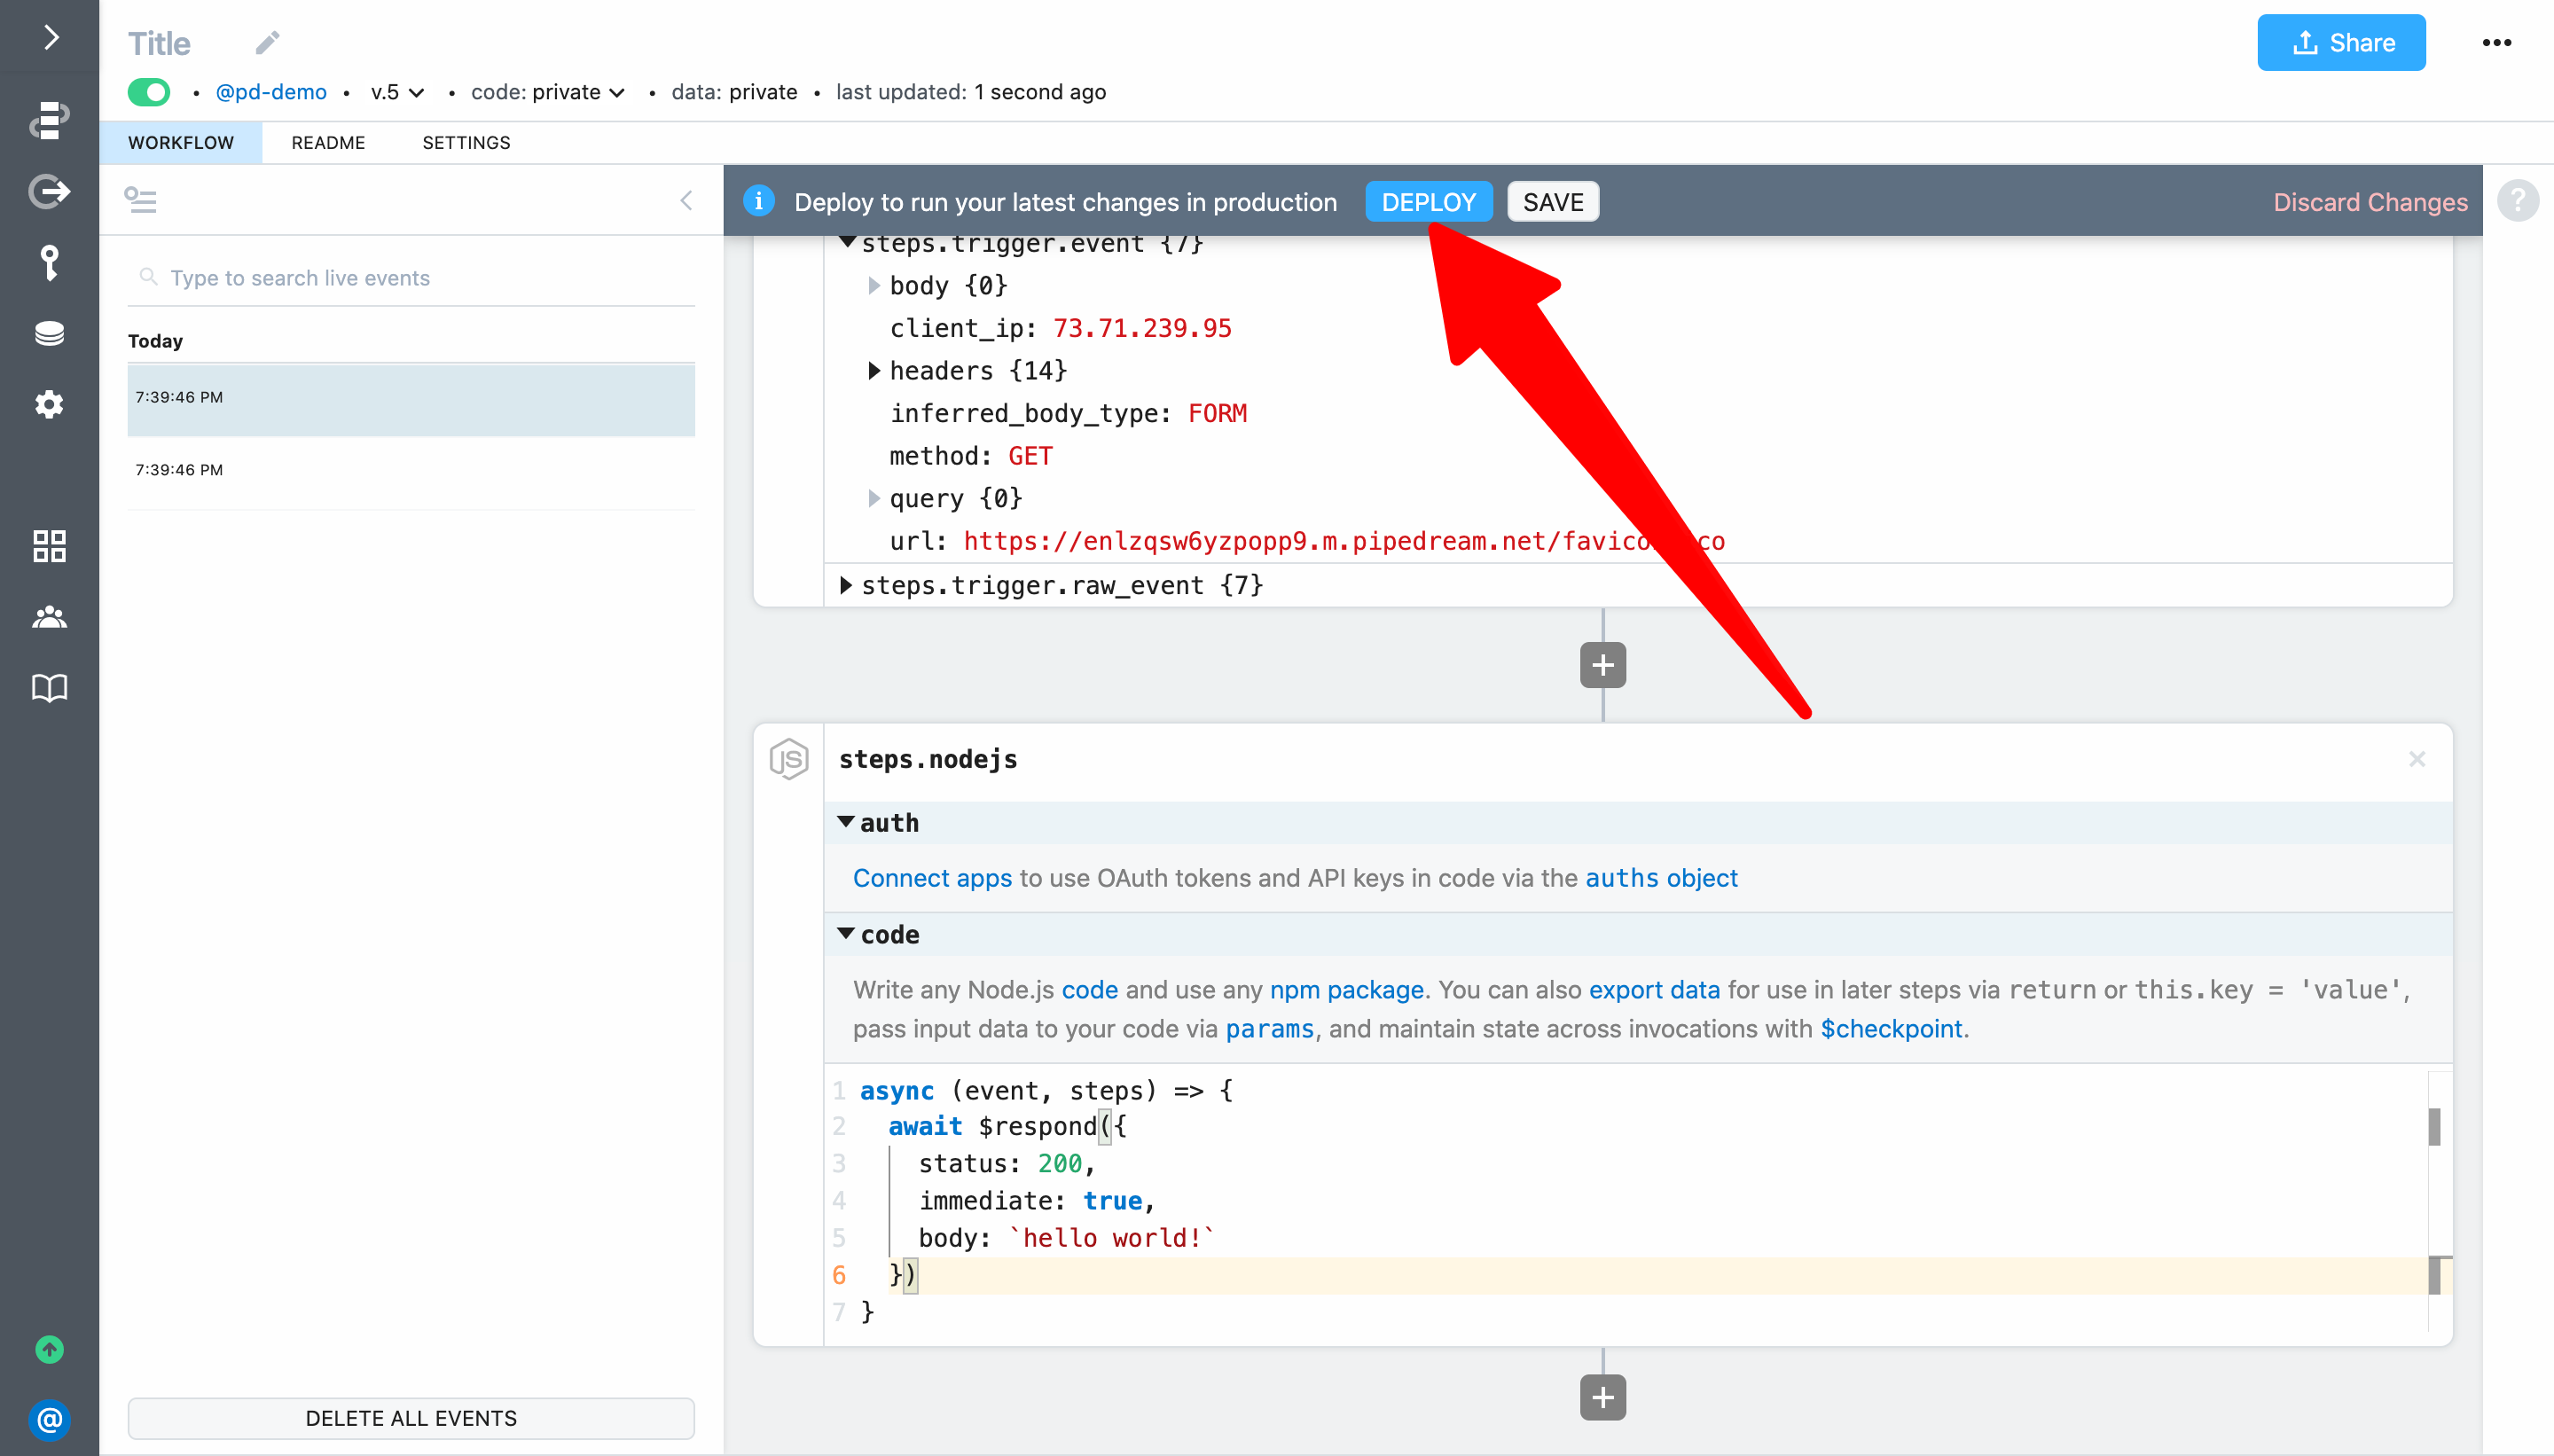 Title
Share
@pd-demo • v.5 • code: private • data: private • last updated: 1 second ago
WORKFLOW README SETTINGS
Deploy to run your latest changes in production DEPLOY SAVE Discard Changes ?
Type to search live events
Today
7:39:46 PM
7:39:46 PM
DELETE ALL EVENTS
steps.trigger.event {7}
body {0}
client_ip: 73.71.239.95
headers {14}
inferred_body_type: FORM
method: GET
query {0}
url: https://enlzqsw6yzpopp9.m.pipedream.net/favico co
steps.trigger.raw_event {7}
+
JS steps.nodejs
auth
Connect apps to use OAuth tokens and API keys in code via the auths object
code
Write any Node.js code and use any npm package. You can also export data for use in later steps via return or this.key = 'value',
pass input data to your code via params, and maintain state across invocations with $checkpoint.
1 async (event, steps) => {
2 await $respond({
3 status: 200,
4 immediate: true,
5 body: `hello world!`
6 })
7 }
+
@